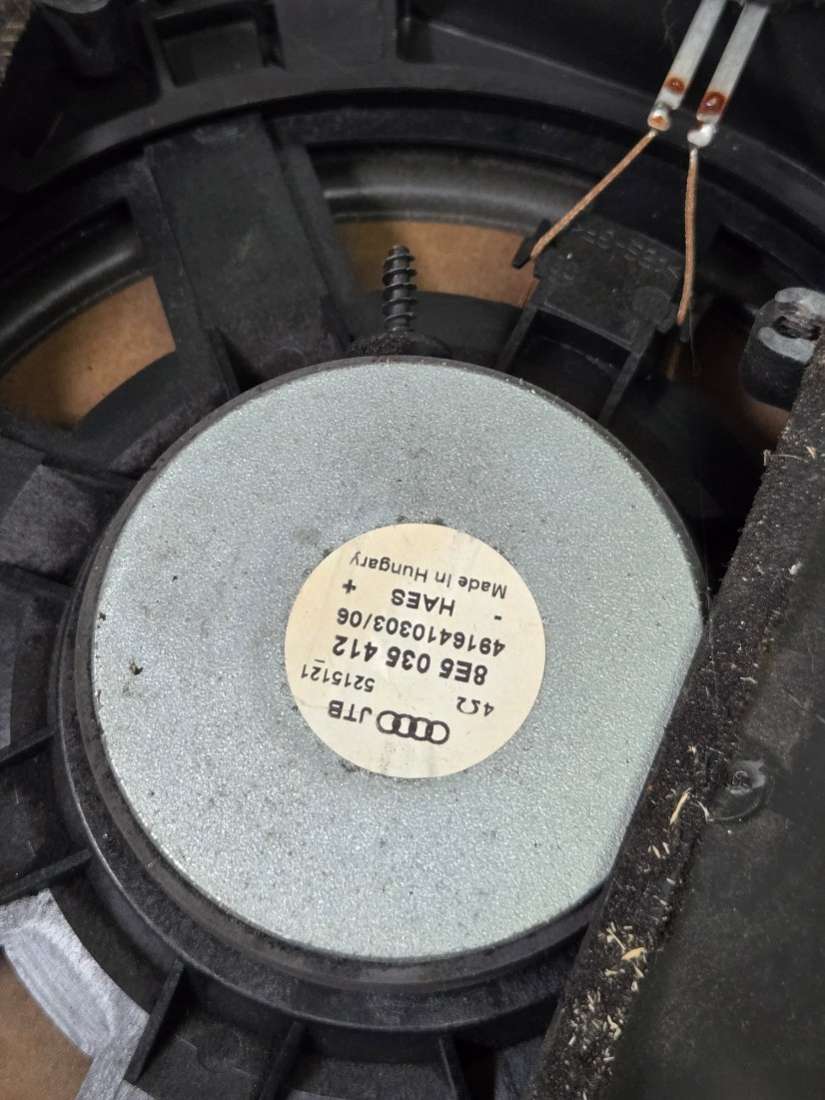 JTB
4Ω 5215121
8E5 035 412
4916410303/06
- HAES +
Made In Hungary